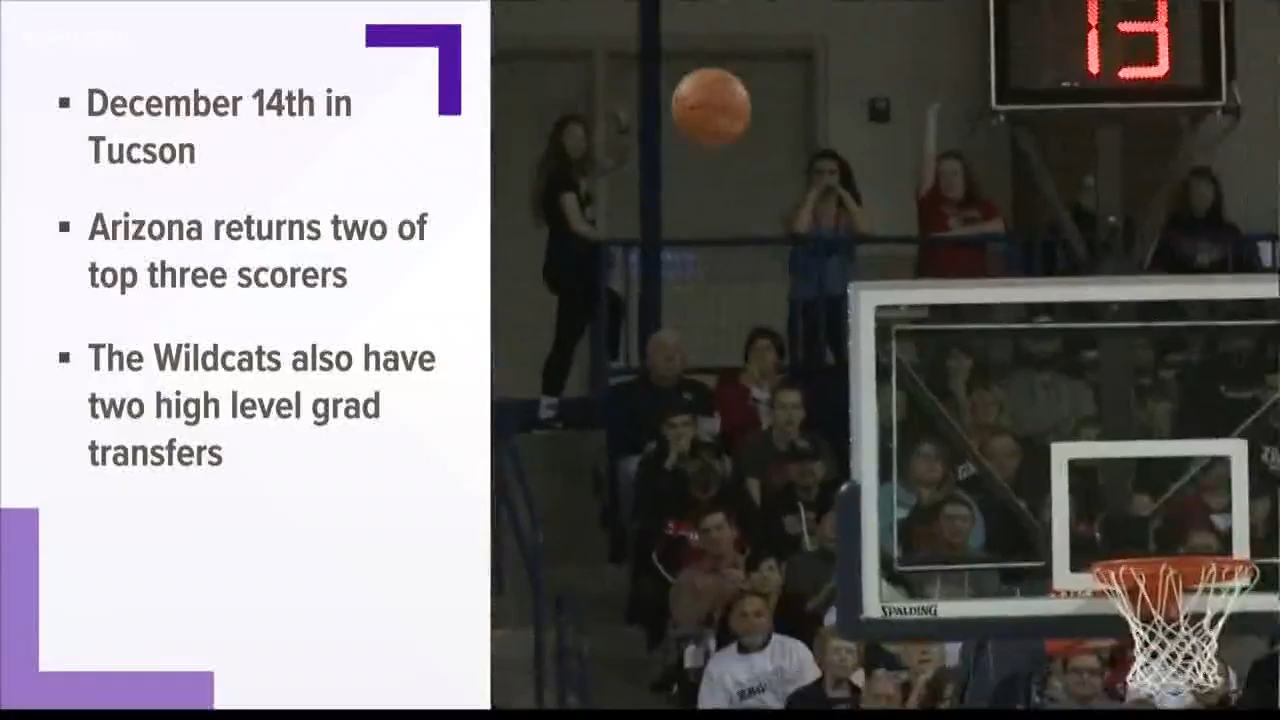 December 14th in
Tucson
Arizona returns two of
top three scorers
The Wildcats also have
two high level grad
transfers
13
SPALDING